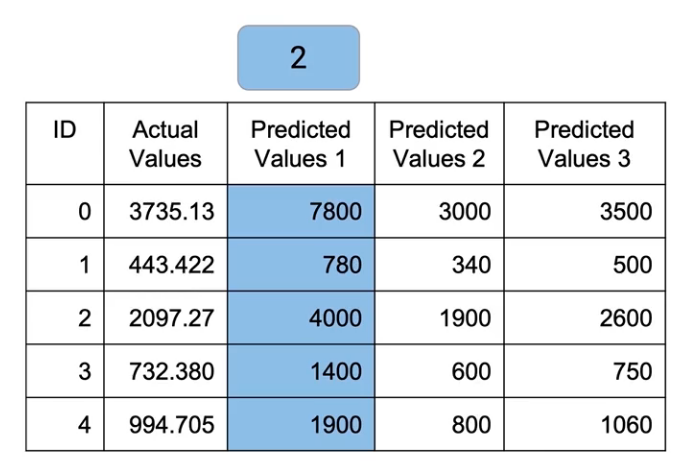 2
ID Actual Values Predicted Values 1 Predicted Values 2 Predicted Values 3
0 3735.13 7800 3000 3500
1 443.422 780 340 500
2 2097.27 4000 1900 2600
3 732.380 1400 600 750
4 994.705 1900 800 1060